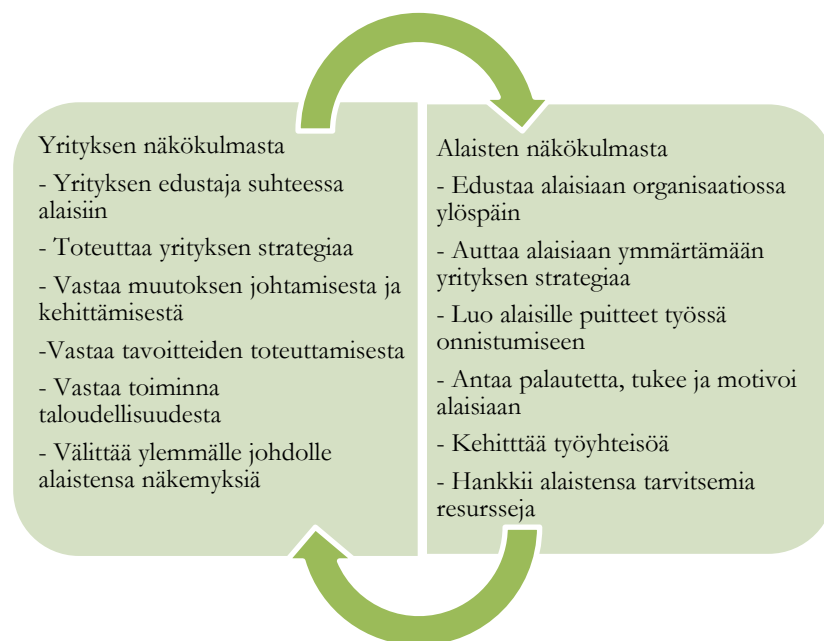 Yrityksen näkökulmasta
- Yrityksen edustaja suhteessa
alaisiin
- Toteuttaa yrityksen strategiaa
- Vastaa muutoksen johtamisesta ja
kehittämisestä
-Vastaa tavoitteiden toteuttamisesta
- Vastaa toiminna
taloudellisuudesta
- Välittää ylemmälle johdolle
alaistensa näkemyksiä
Alaisten näkökulmasta
- Edustaa alaisiaan organisaatiossa
ylöspäin
- Auttaa alaisiaan ymmärtämään
yrityksen strategiaa
- Luo alaisille puitteet työssä
onnistumiseen
- Antaa palautetta, tukee ja motivoi
alaisiaan
- Kehitttää työyhteisöä
- Hankkii alaistensa tarvitsemia
resursseja